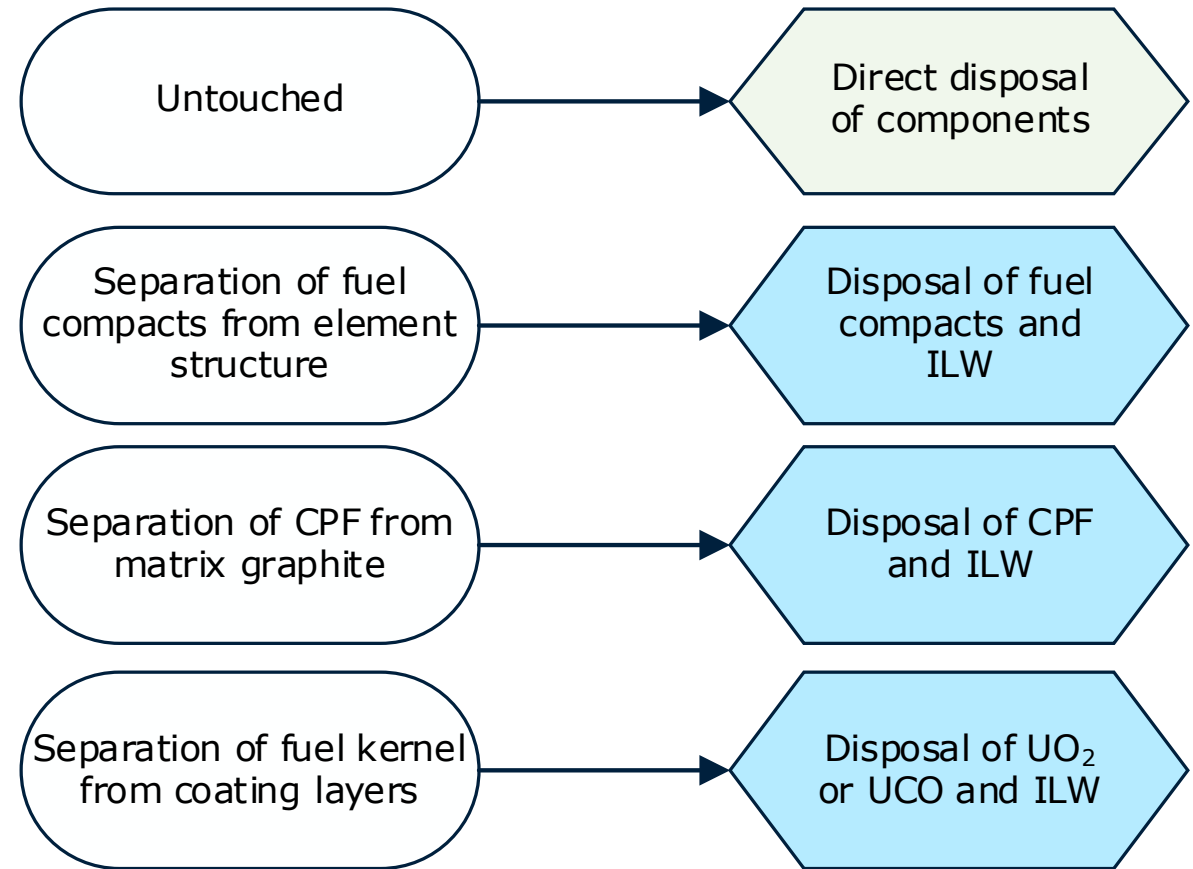 Untouched
Direct disposal
of components
Separation of fuel
compacts from element
structure
Disposal of fuel
compacts and
ILW
Separation of CPF from
matrix graphite
Disposal of CPF
and ILW
Separation of fuel kernel
from coating layers
Disposal of UO₂
or UCO and ILW